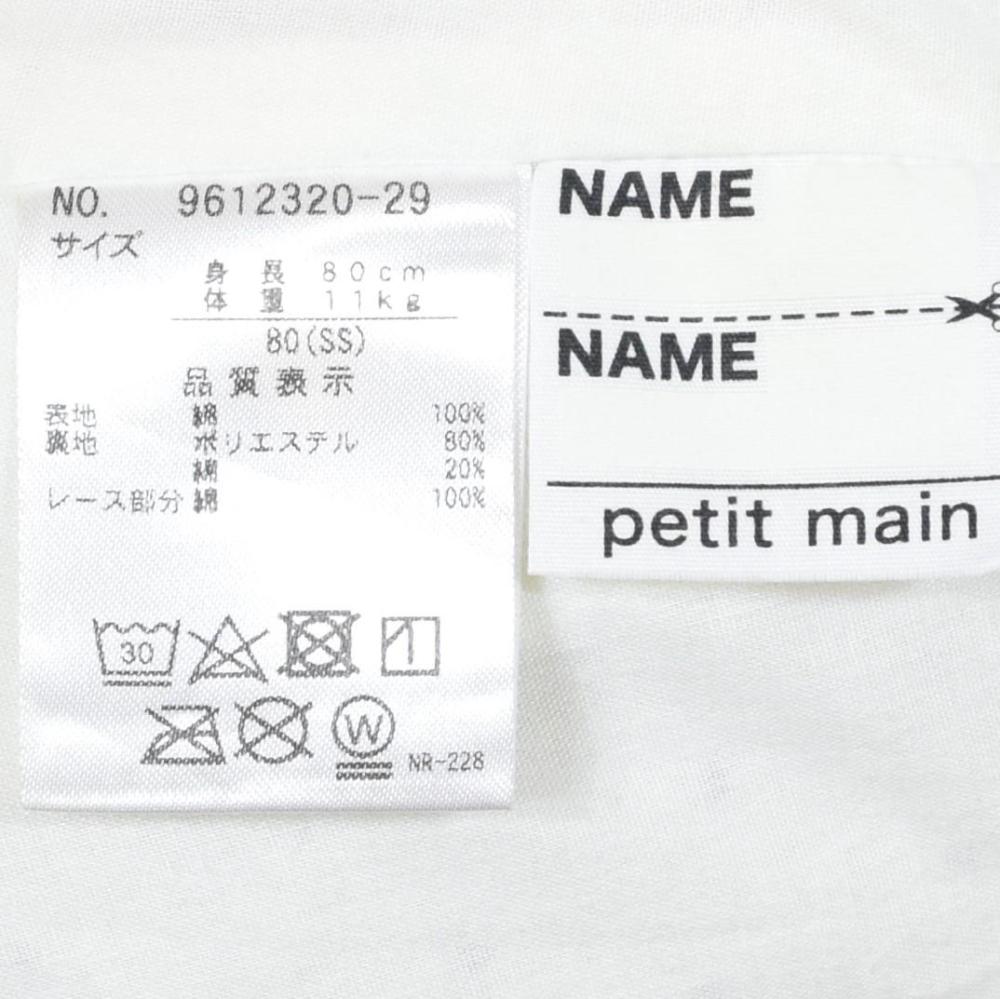 NO. 9612320-29
サイズ
身長 80cm
体重 11kg
80(SS)
品質表示
表地 綿 100%
裏地 ポリエステル 80%
綿 20%
レース部分 綿 100%
30
W
NR-228
NAME
NAME
petit main